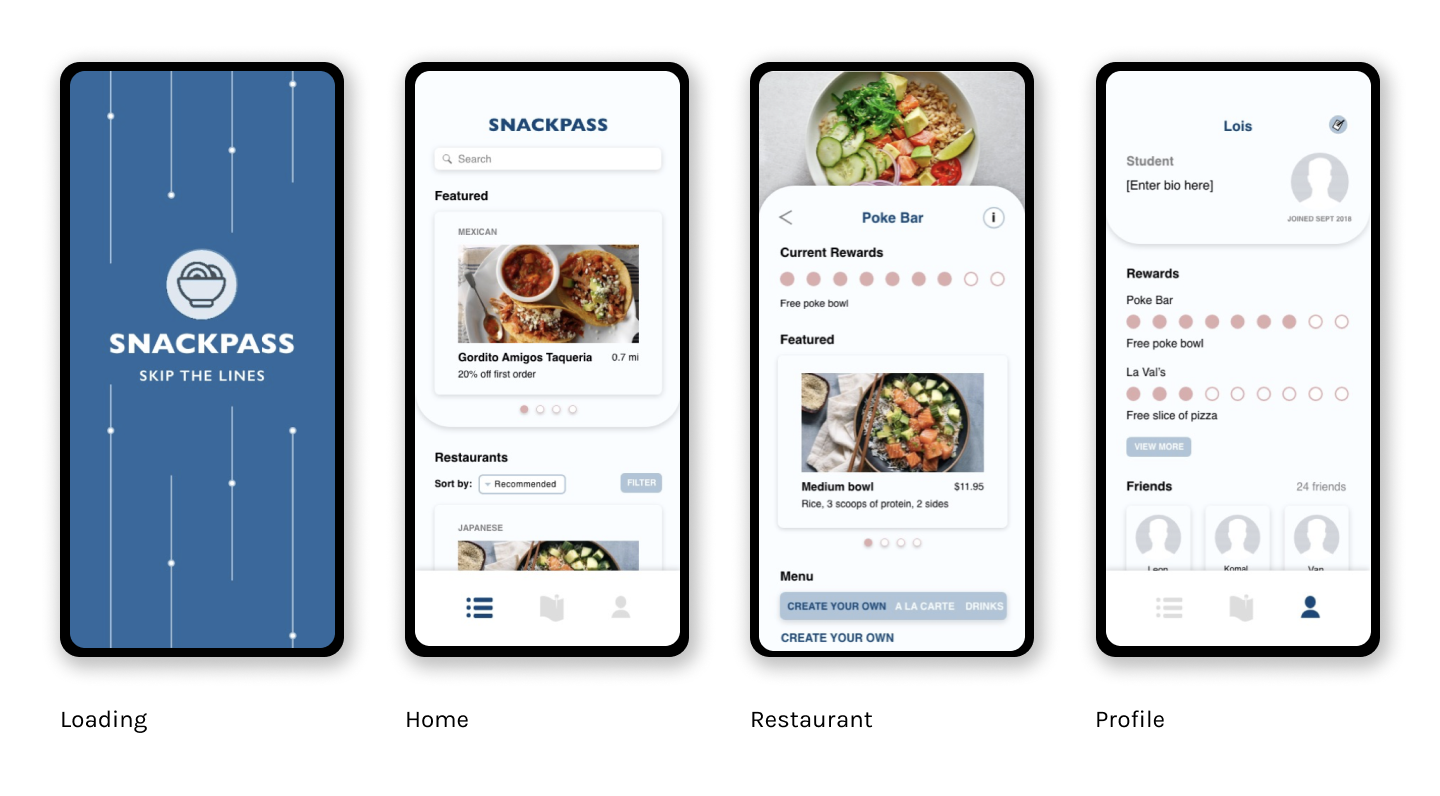 SNACKPASS
SKIP THE LINES
Loading
SNACKPASS
Search
Featured
MEXICAN
Gordito Amigos Taqueria 0.7 mi
20% off first order
Restaurants
Sort by: Recommended FILTER
JAPANESE
Home
Poke Bar i
Current Rewards
Free poke bowl
Featured
Medium bowl $11.95
Rice, 3 scoops of protein, 2 sides
Menu
CREATE YOUR OWN A LA CARTE DRINKS
CREATE YOUR OWN
Restaurant
Lois
Student
[Enter bio here]
JOINED SEPT 2018
Rewards
Poke Bar
Free poke bowl
La Val's
Free slice of pizza
VIEW MORE
Friends 24 friends
Leon Komal Van
Profile